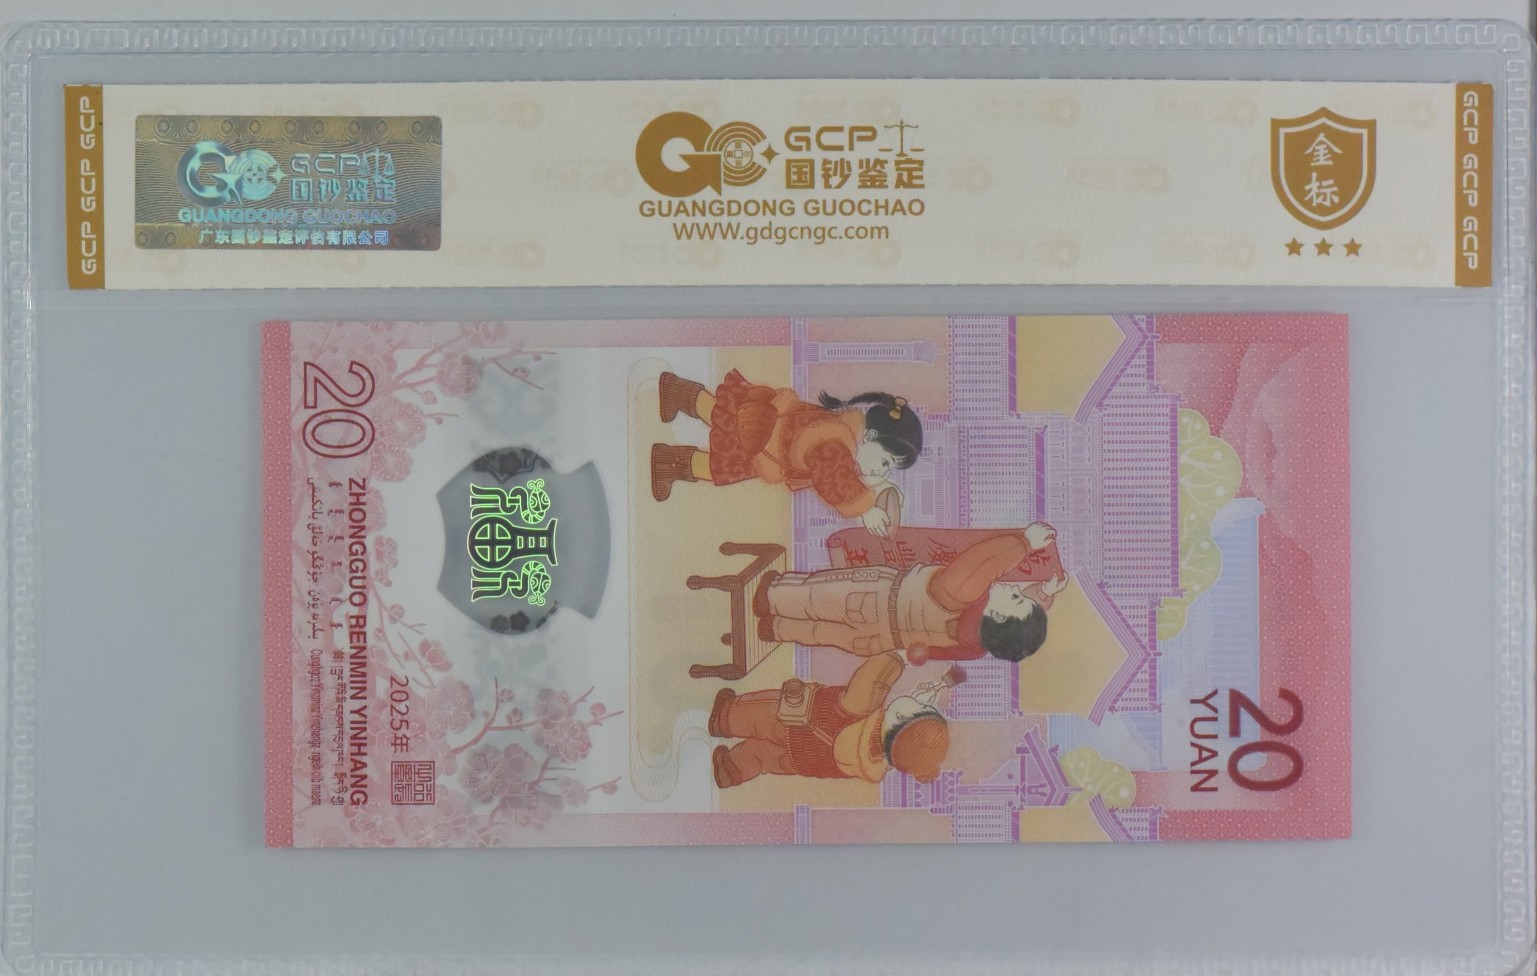 GCP GCP GCP
GCP
国钞鉴定
GUANGDONG GUOCHAO
广东国钞鉴定评估有限公司
GCP
国钞鉴定
GUANGDONG GUOCHAO
WWW.gdgcngc.com
金
标
GCP GCP GCP
20
ZHONGGUO RENMIN YINHANG
2025年
20
YUAN